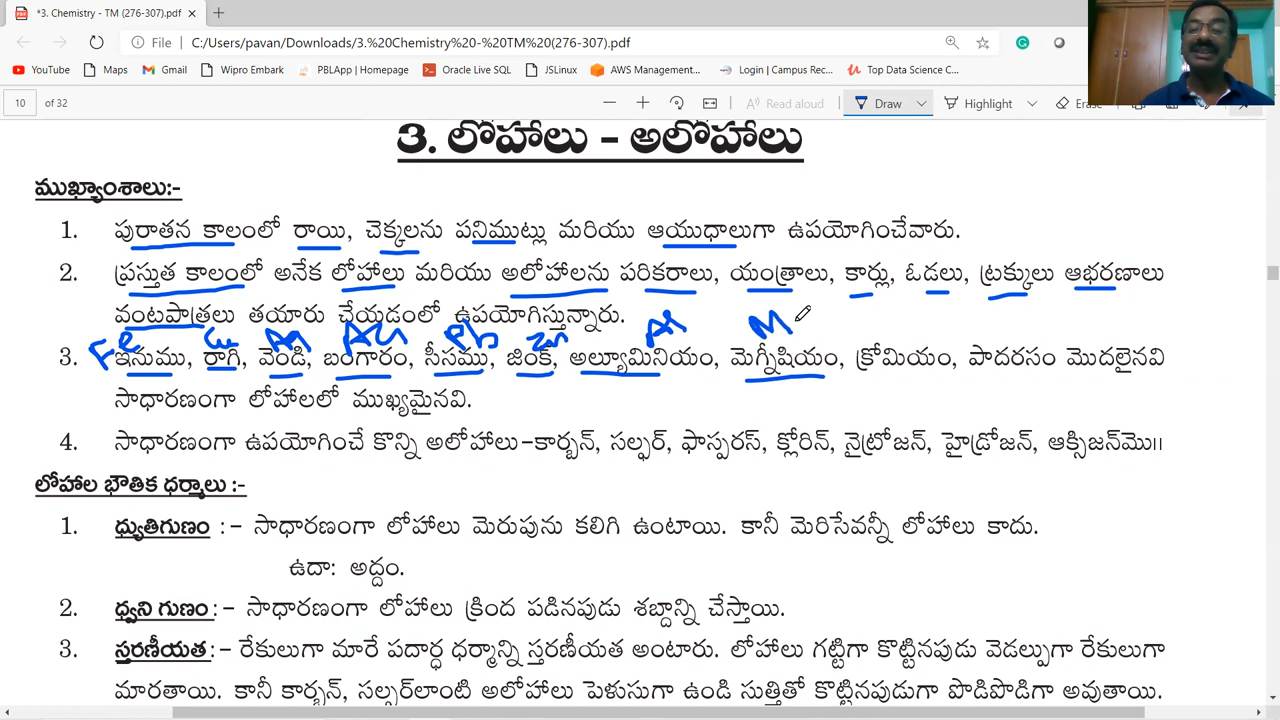 *3. Chemistry - TM (276-307).pdf
File C:/Users/pavan/Downloads/3.%20Chemistry%20-%20TM%20(276-307).pdf
YouTube Maps Gmail Wipro Embark PBLApp | Homepage Oracle Live SQL JSLinux AWS Management... Login | Campus Rec... Top Data Science C...
10 of 32 Read aloud Draw Highlight Erase
3. లోహాలు - అలోహాలు
ముఖ్యాంశాలు:-
1. పురాతన కాలంలో రాయి, చెక్కలను పనిముట్లు మరియు ఆయుధాలుగా ఉపయోగించేవారు.
2. ప్రస్తుత కాలంలో అనేక లోహాలు మరియు అలోహాలను పరికరాలు, యంత్రాలు, కార్లు, ఓడలు, ట్రక్కులు ఆభరణాలు
వంటపాత్రలు తయారు చేయడంలో ఉపయోగిస్తున్నారు.
Fe Ag Au Pb Zn Al M
3. ఇనుము, రాగి, వెండి, బంగారం, సీసము, జింక్, అల్యూమినియం, మెగ్నీషియం, క్రోమియం, పాదరసం మొదలైనవి
సాధారణంగా లోహాలలో ముఖ్యమైనవి.
4. సాధారణంగా ఉపయోగించే కొన్ని అలోహాలు-కార్బన్, సల్ఫర్, ఫాస్పరస్, క్లోరిన్, నైట్రోజన్, హైడ్రోజన్, ఆక్సిజన్‌మొ॥
లోహాల భౌతిక ధర్మాలు :-
1. ధ్యుతిగుణం :- సాధారణంగా లోహాలు మెరుపును కలిగి ఉంటాయి. కానీ మెరిసేవన్నీ లోహాలు కాదు.
ఉదా: అద్దం.
2. ధ్వని గుణం:- సాధారణంగా లోహాలు క్రింద పడినపుడు శబ్దాన్ని చేస్తాయి.
3. స్తరణీయత:- రేకులుగా మారే పదార్ధ ధర్మాన్ని స్తరణీయత అంటారు. లోహాలు గట్టిగా కొట్టినపుడు వెడల్పుగా రేకులుగా
మారతాయి. కానీ కార్బన్, సల్ఫర్‌లాంటి అలోహాలు పెళుసుగా ఉండి సుత్తితో కొట్టినపుడుగా పొడిపొడిగా అవుతాయి.